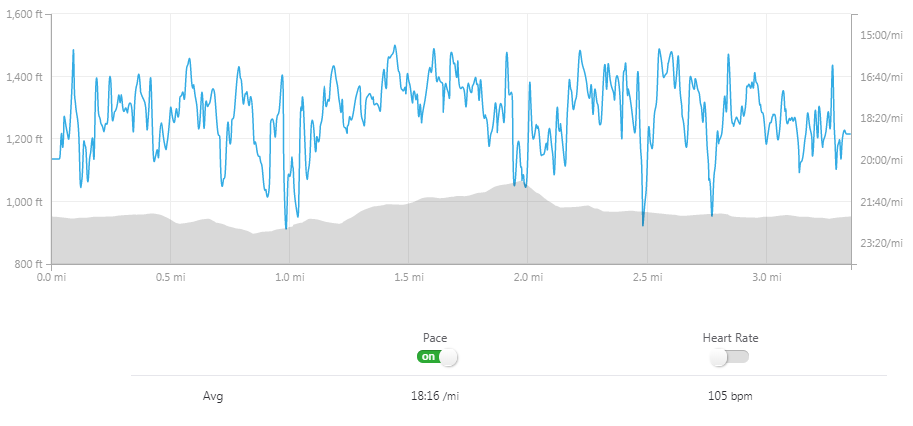 1,600 ft
1,400 ft
1,200 ft
1,000 ft
800 ft
15:00/mi
16:40/mi
18:20/mi
20:00/mi
21:40/mi
23:20/mi
0.0 mi 0.5 mi 1.0 mi 1.5 mi 2.0 mi 2.5 mi 3.0 mi
Pace Heart Rate
on
Avg 18:16 /mi 105 bpm